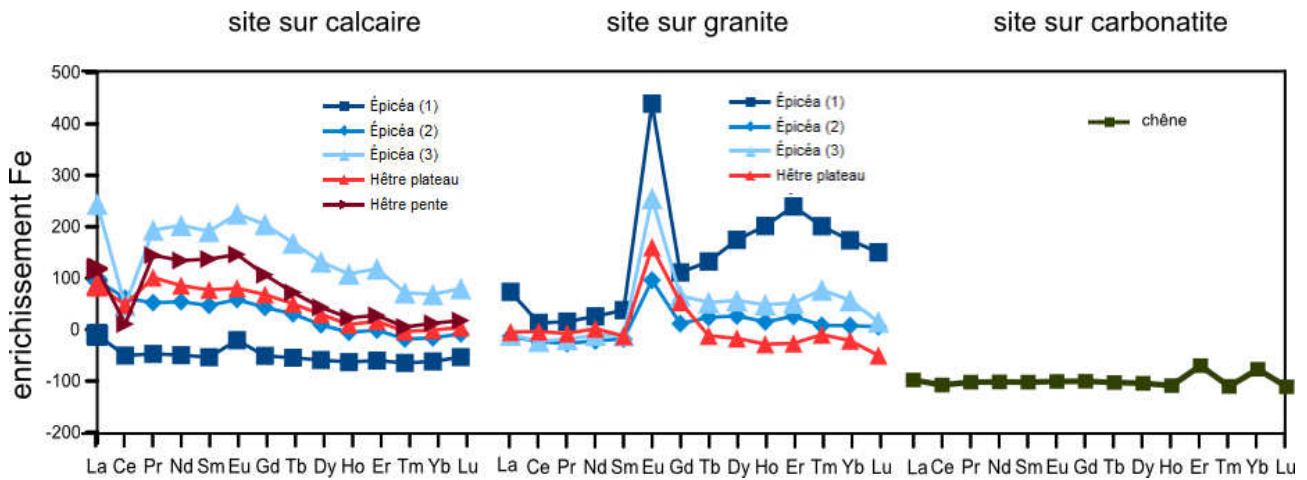 site sur calcaire
site sur granite
site sur carbonatite
enrichissement Fe
500
400
300
200
100
0
-100
-200
Épicéa (1)
Épicéa (2)
Épicéa (3)
Hêtre plateau
Hêtre pente
Épicéa (1)
Épicéa (2)
Épicéa (3)
Hêtre plateau
chêne
La Ce Pr Nd Sm Eu Gd Tb Dy Ho Er Tm Yb Lu
La Ce Pr Nd Sm Eu Gd Tb Dy Ho Er Tm Yb Lu
La Ce Pr Nd Sm Eu Gd Tb Dy Ho Er Tm Yb Lu